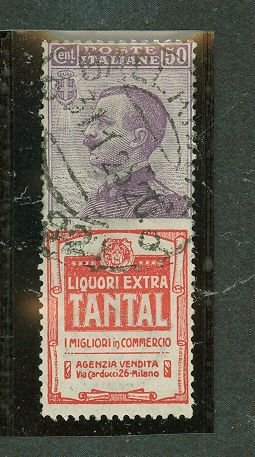 Cent. POSTE 50
ITALIANE
LIQUORI EXTRA
TANTAL
I MIGLIORI in COMMERCIO
AGENZIA VENDITA
Via Carducci 26 - Milano